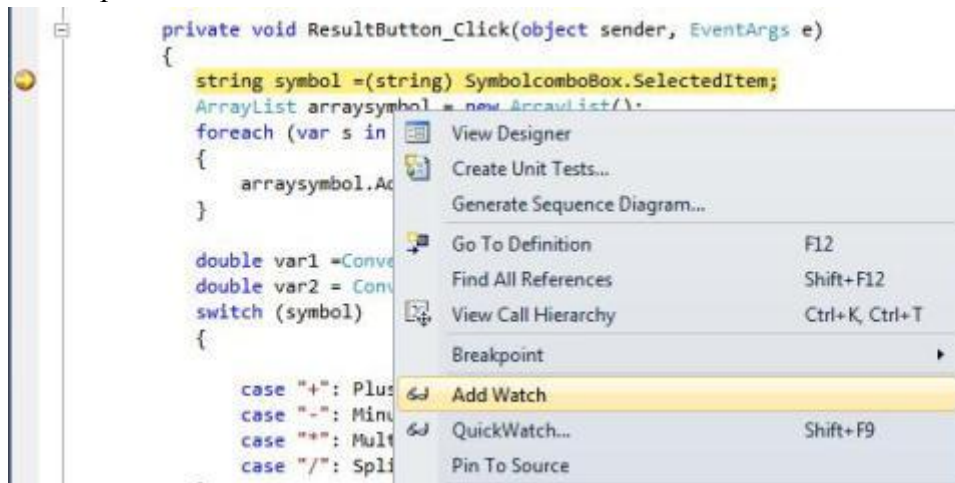 private void ResultButton_Click(object sender, EventArgs e)
{
string symbol =(string) SymbolcomboBox.SelectedItem;
ArrayList arraysymbol = new ArrayList();
foreach (var s in
{
arraysymbol.Ad
}
double var1 =Conve
double var2 = Conv
switch (symbol)
{
case "+": Plus
case "-": Minu
case "*": Mult
case "/": Spli
View Designer
Create Unit Tests...
Generate Sequence Diagram...
Go To Definition F12
Find All References Shift+F12
View Call Hierarchy Ctrl+K, Ctrl+T
Breakpoint
Add Watch
QuickWatch... Shift+F9
Pin To Source